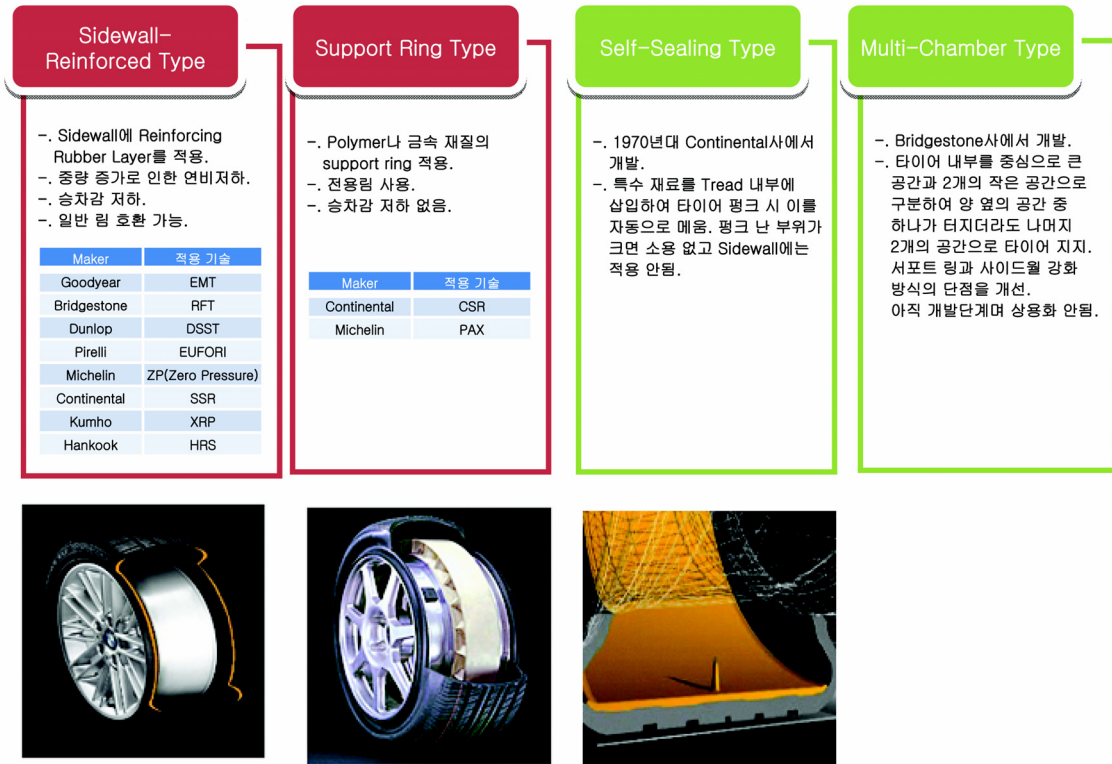 Sidewall-
Reinforced Type
-. Sidewall에 Reinforcing
Rubber Layer를 적용.
-. 중량 증가로 인한 연비저하.
-. 승차감 저하.
-. 일반 림 호환 가능.
Maker 적용 기술
Goodyear EMT
Bridgestone RFT
Dunlop DSST
Pirelli EUFORI
Michelin ZP(Zero Pressure)
Continental SSR
Kumho XRP
Hankook HRS
Support Ring Type
-. Polymer나 금속 재질의
support ring 적용.
-. 전용림 사용.
-. 승차감 저하 없음.
Maker 적용 기술
Continental CSR
Michelin PAX
Self-Sealing Type
-. 1970년대 Continental사에서
개발.
-. 특수 재료를 Tread 내부에
삽입하여 타이어 펑크 시 이를
자동으로 메움. 펑크 난 부위가
크면 소용 없고 Sidewall에는
적용 안됨.
Multi-Chamber Type
-. Bridgestone사에서 개발.
-. 타이어 내부를 중심으로 큰
공간과 2개의 작은 공간으로
구분하여 양 옆의 공간 중
하나가 터지더라도 나머지
2개의 공간으로 타이어 지지.
서포트 링과 사이드월 강화
방식의 단점을 개선.
아직 개발단계며 상용화 안됨.